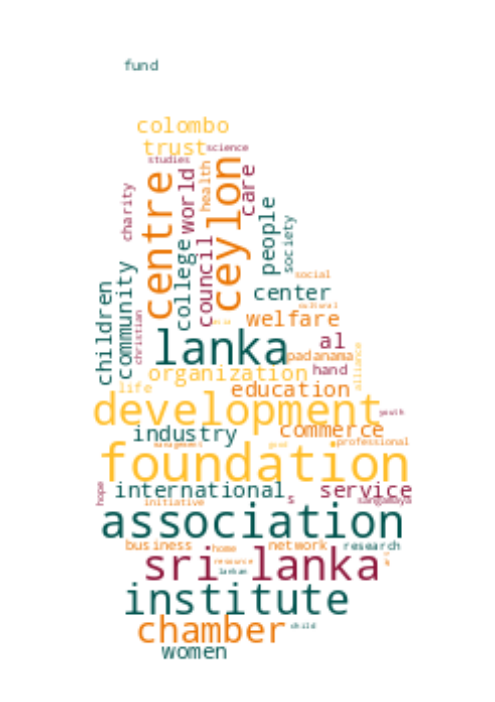 fund
colombo
trust
science
studies
centre
ceylon
world
health
care
charity
people
society
college
council
community
children
christian
social
center
cultural
welfare
lanka
al
padanama
hand
alliance
organization
life
education
development
youth
industry
commerce
management
good
professional
foundation
hope
international
s
service
sangamaya
initiative
association
business
home
network
research
sri lanka
resource
lankan
institute
chamber
child
women